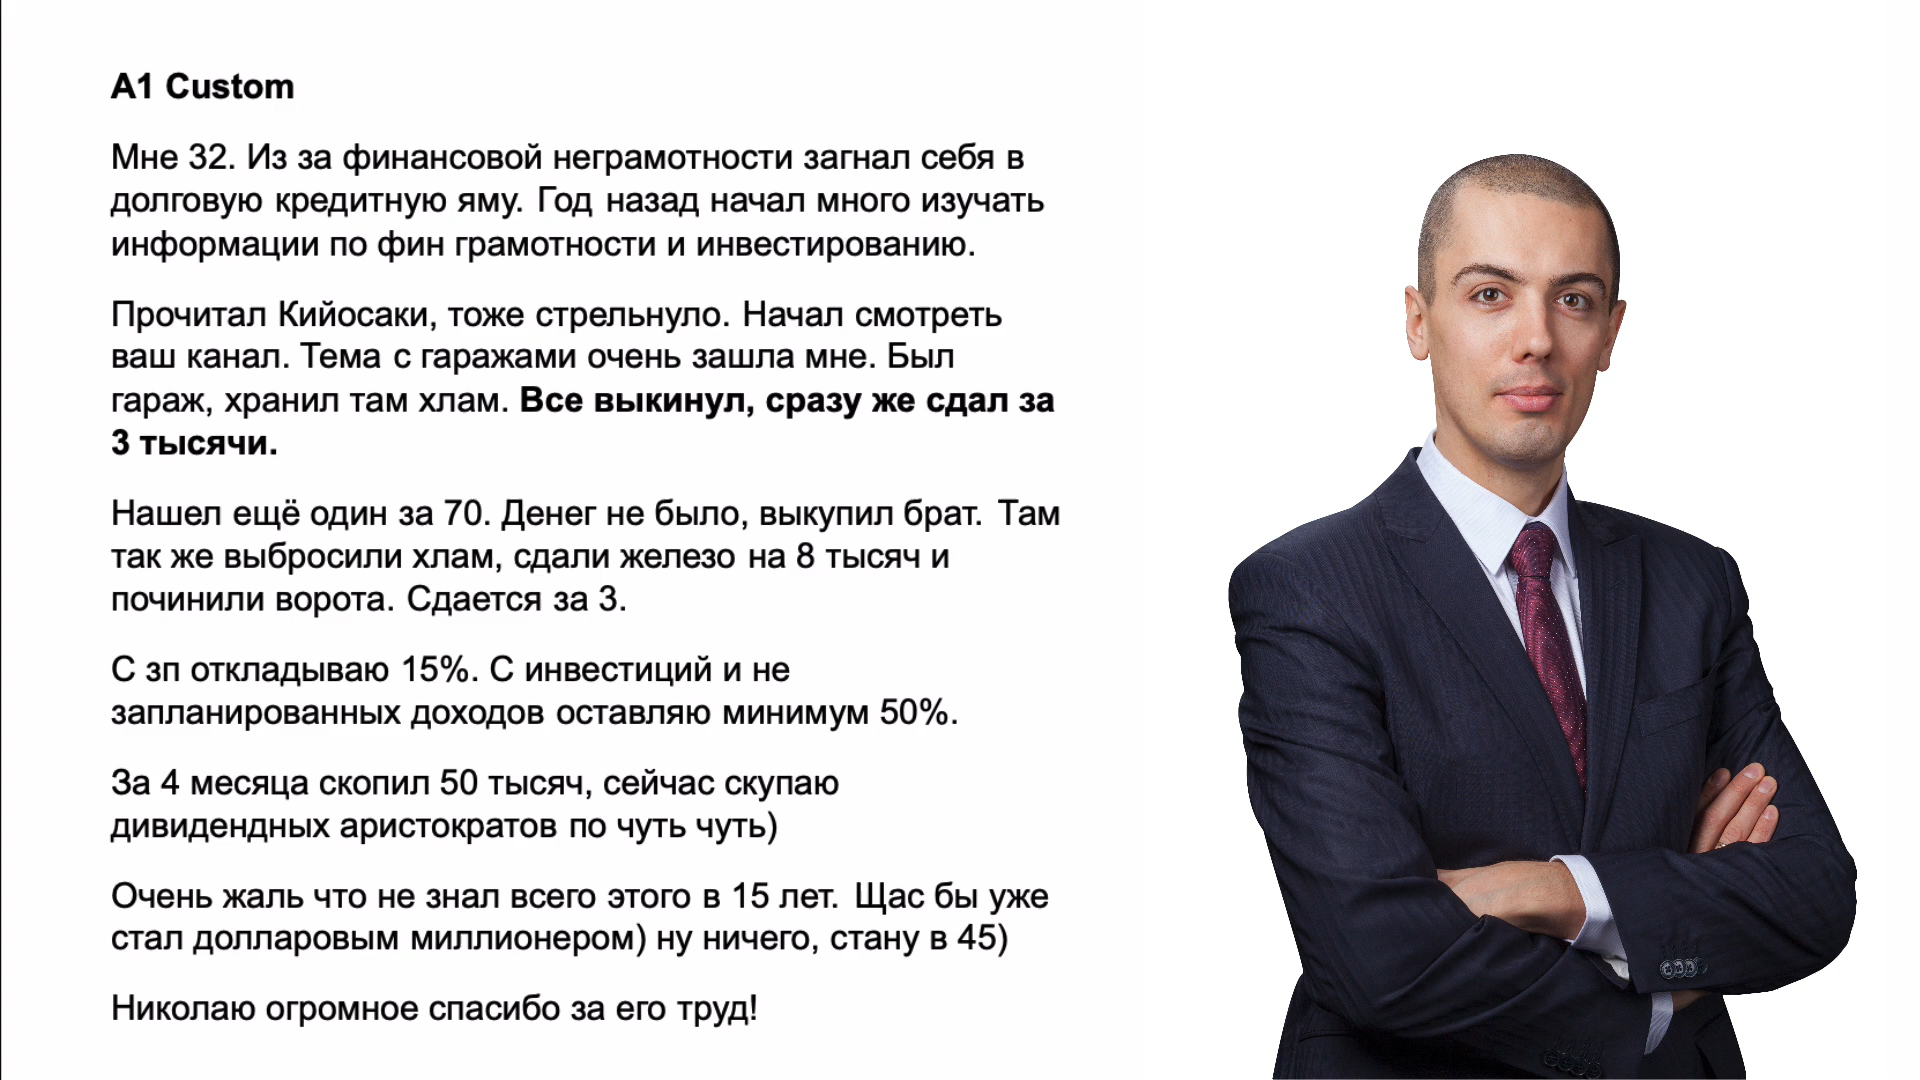 A1 Custom
Мне 32. Из за финансовой неграмотности загнал себя в
долговую кредитную яму. Год назад начал много изучать
информации по фин грамотности и инвестированию.
Прочитал Кийосаки, тоже стрельнуло. Начал смотреть
ваш канал. Тема с гаражами очень зашла мне. Был
гараж, хранил там хлам. Все выкинул, сразу же сдал за
3 тысячи.
Нашел ещё один за 70. Денег не было, выкупил брат. Там
так же выбросили хлам, сдали железо на 8 тысяч и
починили ворота. Сдается за 3.
С зп откладываю 15%. С инвестиций и не
запланированных доходов оставляю минимум 50%.
За 4 месяца скопил 50 тысяч, сейчас скупаю
дивидендных аристократов по чуть чуть)
Очень жаль что не знал всего этого в 15 лет. Щас бы уже
стал долларовым миллионером) ну ничего, стану в 45)
Николаю огромное спасибо за его труд!